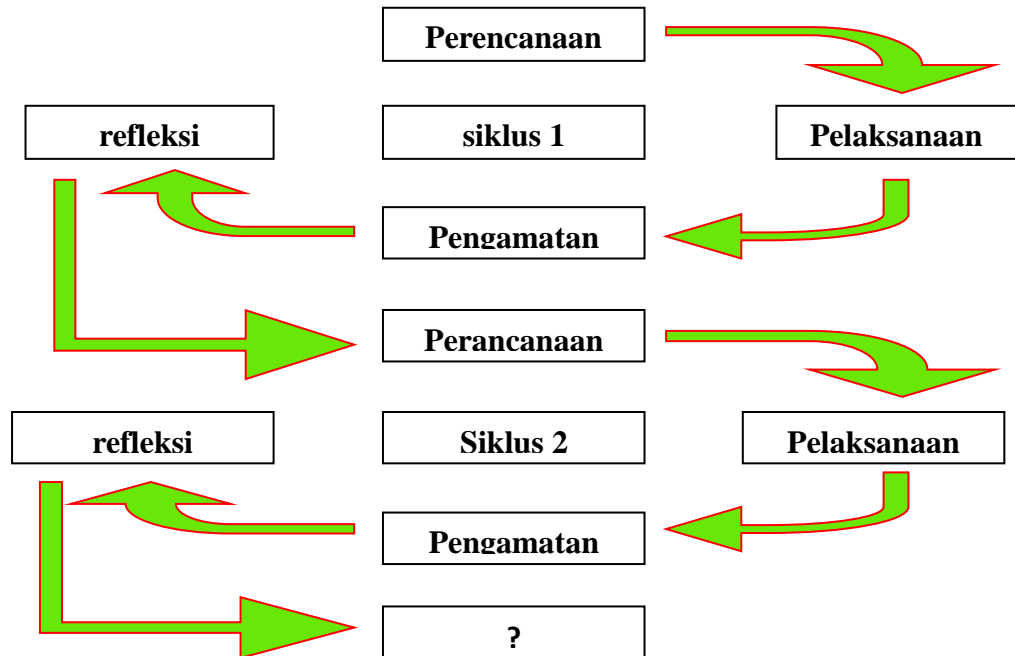 Perencanaan
refleksi
siklus 1
Pelaksanaan
Pengamatan
Perancanaan
refleksi
Siklus 2
Pelaksanaan
Pengamatan
?